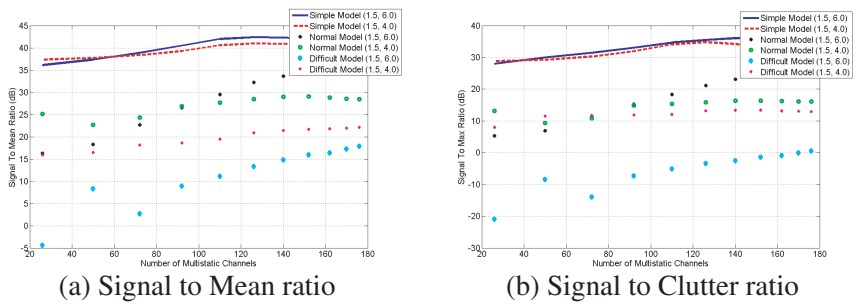 Simple Model (1.5, 6.0)
Simple Model (1.5, 4.0)
Normal Model (1.5, 6.0)
Normal Model (1.5, 4.0)
Difficult Model (1.5, 6.0)
Difficult Model (1.5, 4.0)
45
40
35
30
25
20
15
10
5
0
-5
Signal To Mean Ratio (dB)
20 40 60 80 100 120 140 160 180
Number of Multistatic Channels
(a) Signal to Mean ratio
Simple Model (1.5, 6.0)
Simple Model (1.5, 4.0)
Normal Model (1.5, 6.0)
Normal Model (1.5, 4.0)
Difficult Model (1.5, 6.0)
Difficult Model (1.5, 4.0)
40
30
20
10
0
-10
-20
-30
Signal To Max Ratio (dB)
20 40 60 80 100 120 140 160 180
Number of Multistatic Channels
(b) Signal to Clutter ratio